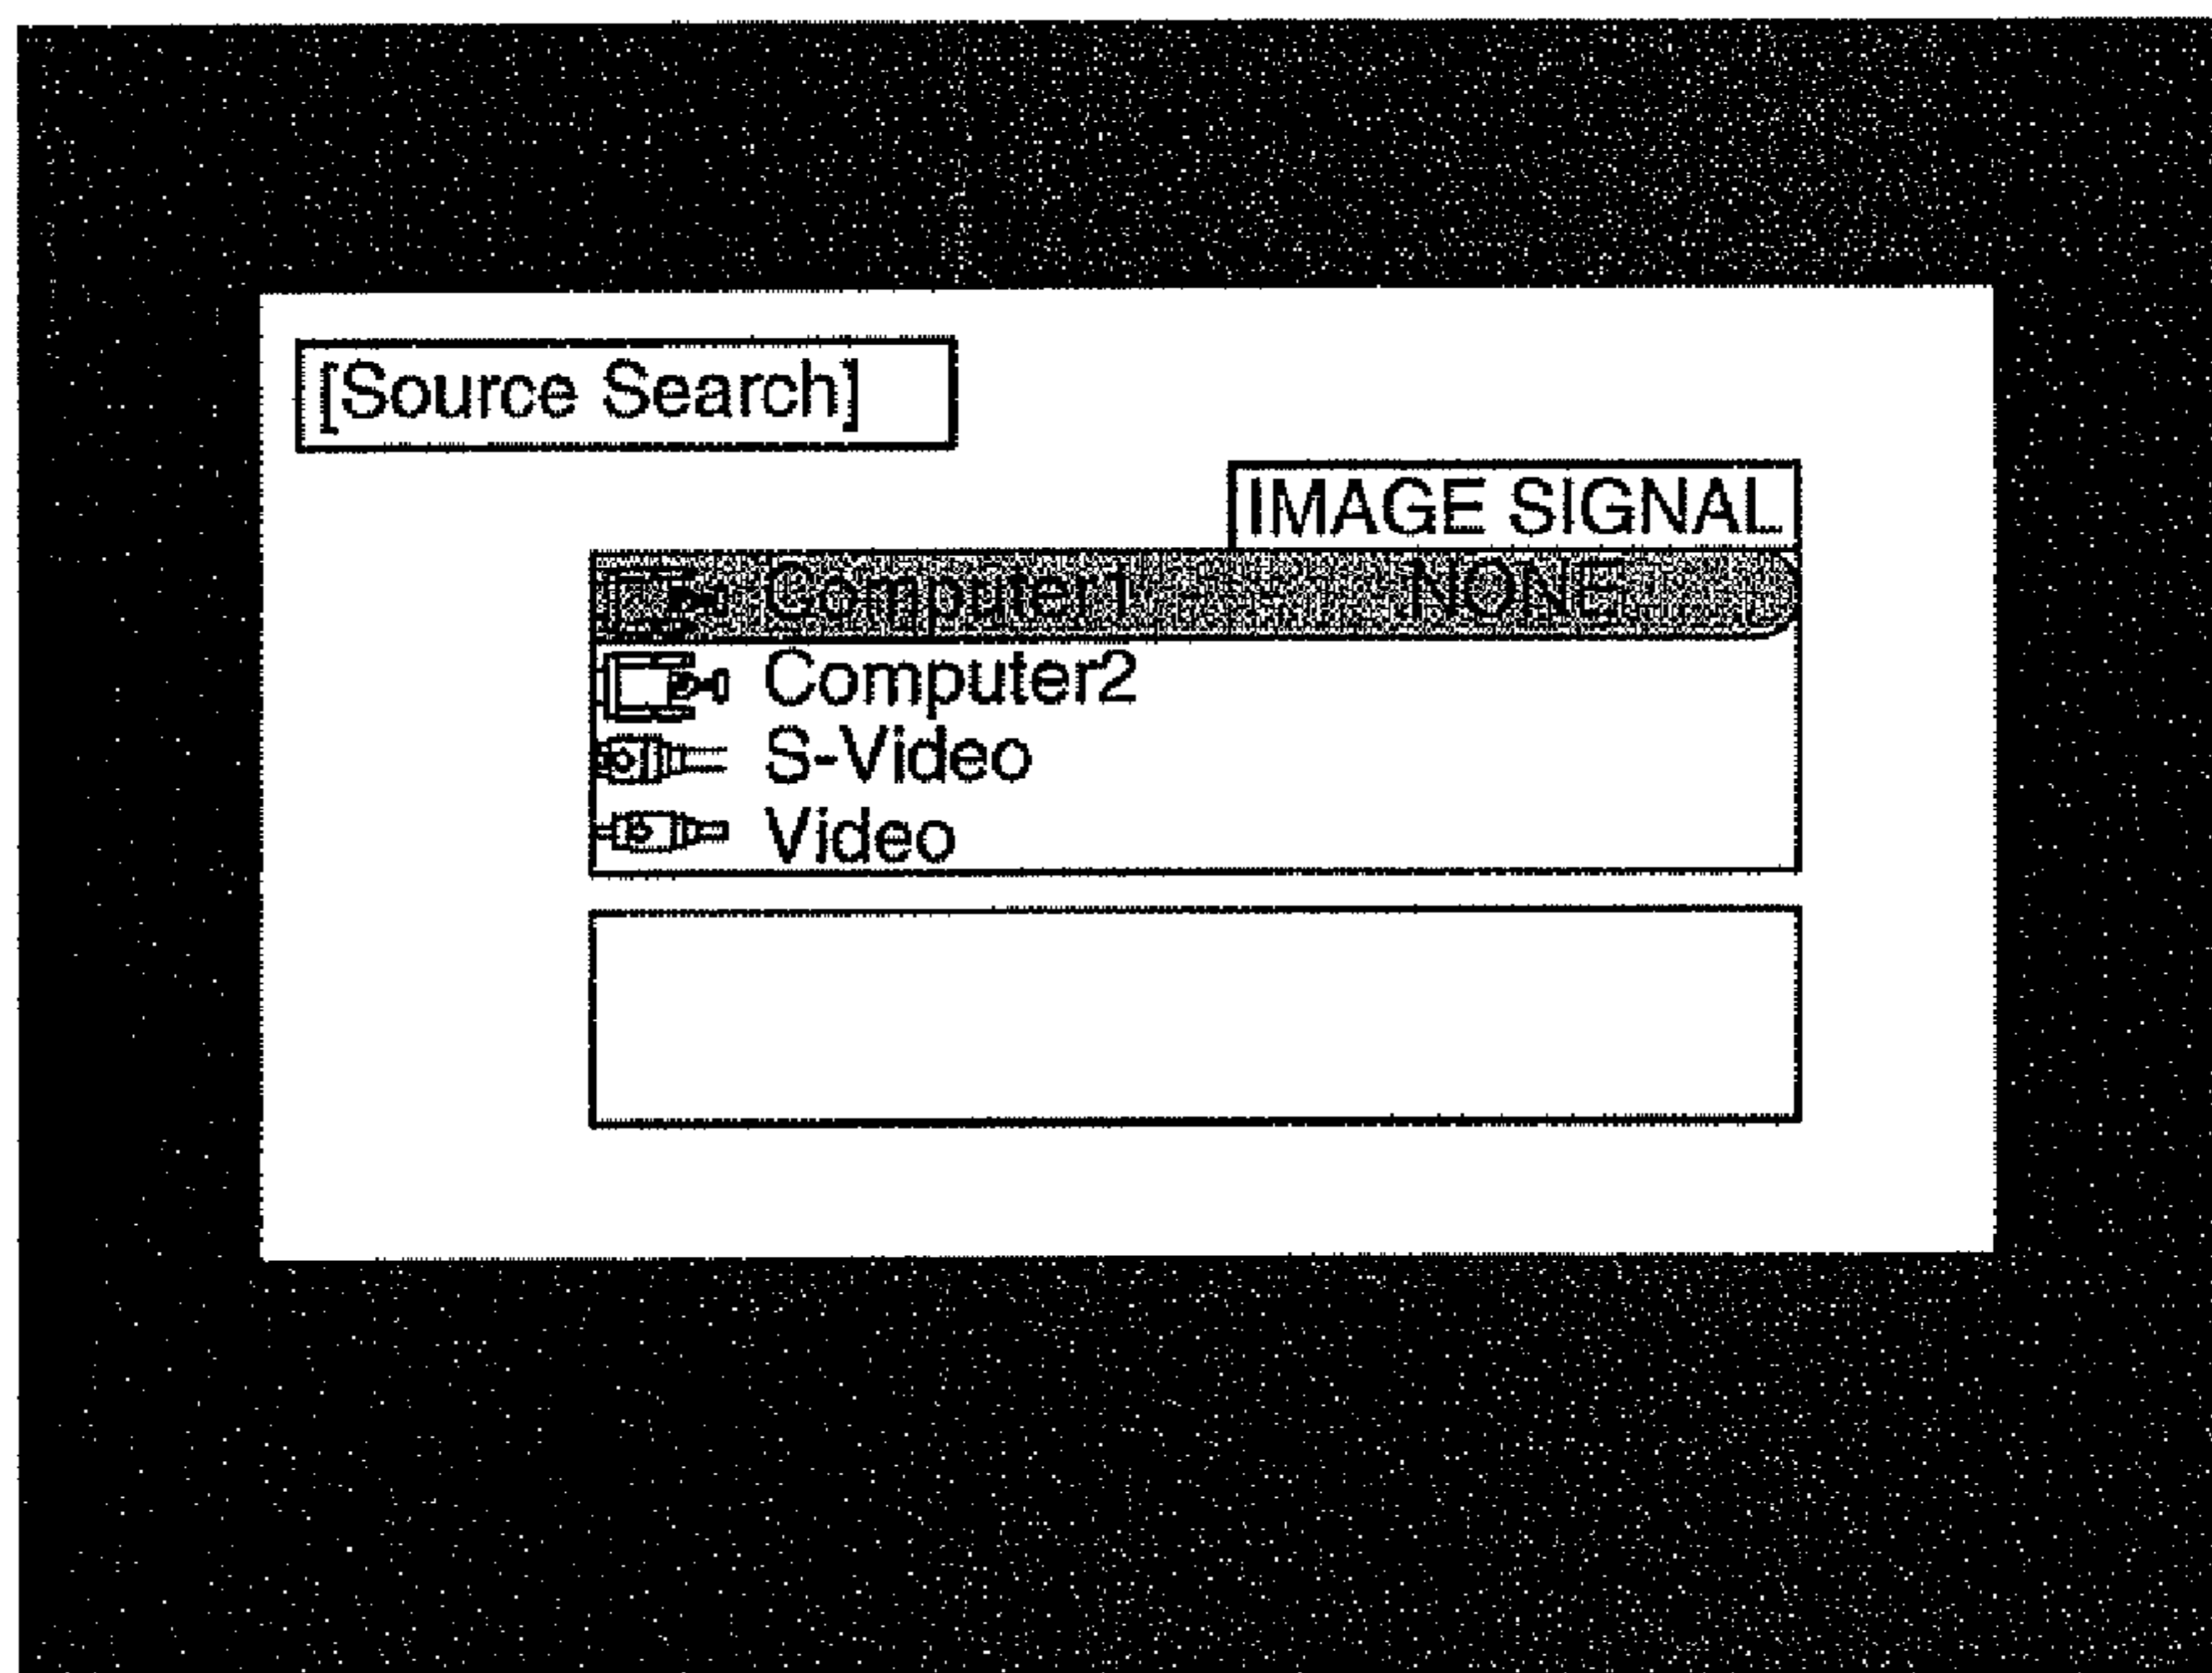 [Source Search]
IMAGE SIGNAL
Computer1 NONE
Computer2
S-Video
Video